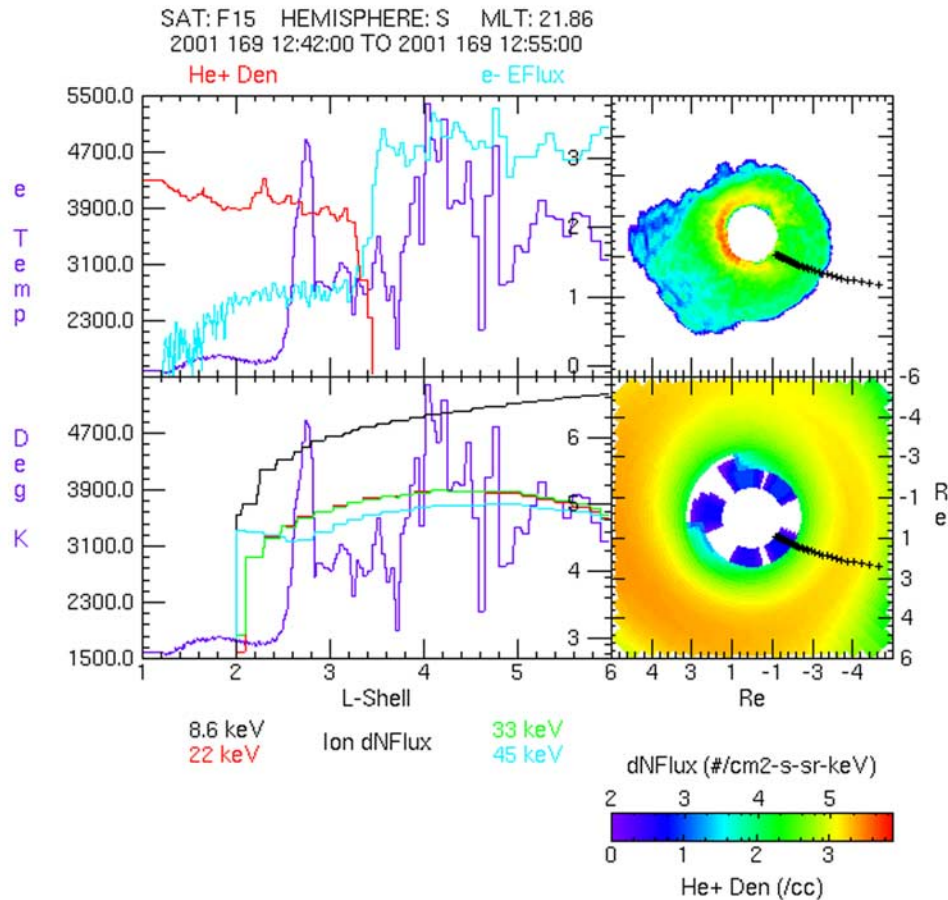 SAT: F15 HEMISPHERE: S MLT: 21.86
2001 169 12:42:00 TO 2001 169 12:55:00
He+ Den e- EFlux
5500.0
4700.0
3900.0
3100.0
2300.0
e Temp
3
2
1
0
4700.0
3900.0
3100.0
2300.0
1500.0
Deg K
6
5
4
3
1 2 3 4 5 6
L-Shell
-6
-4
-3
-1
1
3
4
6
Re
6 4 3 1 -1 -3 -4
Re
8.6 keV
22 keV
Ion dNFlux
33 keV
45 keV
dNFlux (#/cm2-s-sr-keV)
2 3 4 5
0 1 2 3
He+ Den (/cc)